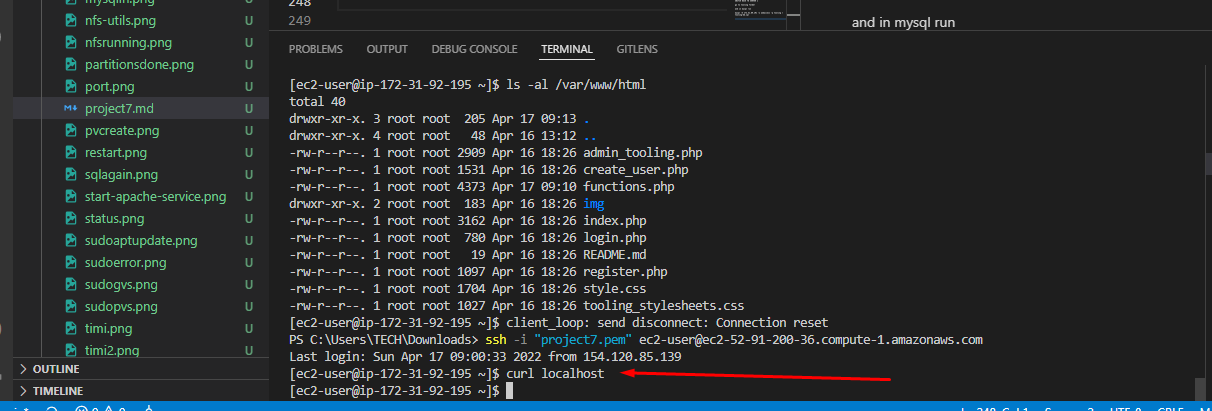 mysqlin.png U
nfs-utils.png U
nfsrunning.png U
partitionsdone.png U
port.png U
M↓ project7.md U
pvcreate.png U
restart.png U
sqlagain.png U
start-apache-service.png U
status.png U
sudoaptupdate.png U
sudoerror.png U
sudogvs.png U
sudopvs.png U
timi.png U
timi2.png U
OUTLINE
TIMELINE
248
249
and in mysql run
PROBLEMS OUTPUT DEBUG CONSOLE TERMINAL GITLENS
[ec2-user@ip-172-31-92-195 ~]$ ls -al /var/www/html
total 40
drwxr-xr-x. 3 root root 205 Apr 17 09:13 .
drwxr-xr-x. 4 root root 48 Apr 16 13:12 ..
-rw-r--r--. 1 root root 2909 Apr 16 18:26 admin_tooling.php
-rw-r--r--. 1 root root 1531 Apr 16 18:26 create_user.php
-rw-r--r--. 1 root root 4373 Apr 17 09:10 functions.php
drwxr-xr-x. 2 root root 183 Apr 16 18:26 img
-rw-r--r--. 1 root root 3162 Apr 16 18:26 index.php
-rw-r--r--. 1 root root 780 Apr 16 18:26 login.php
-rw-r--r--. 1 root root 19 Apr 16 18:26 README.md
-rw-r--r--. 1 root root 1097 Apr 16 18:26 register.php
-rw-r--r--. 1 root root 1704 Apr 16 18:26 style.css
-rw-r--r--. 1 root root 1027 Apr 16 18:26 tooling_stylesheets.css
[ec2-user@ip-172-31-92-195 ~]$ client_loop: send disconnect: Connection reset
PS C:\Users\TECH\Downloads> ssh -i "project7.pem" ec2-user@ec2-52-91-200-36.compute-1.amazonaws.com
Last login: Sun Apr 17 09:00:33 2022 from 154.120.85.139
[ec2-user@ip-172-31-92-195 ~]$ curl localhost
[ec2-user@ip-172-31-92-195 ~]$